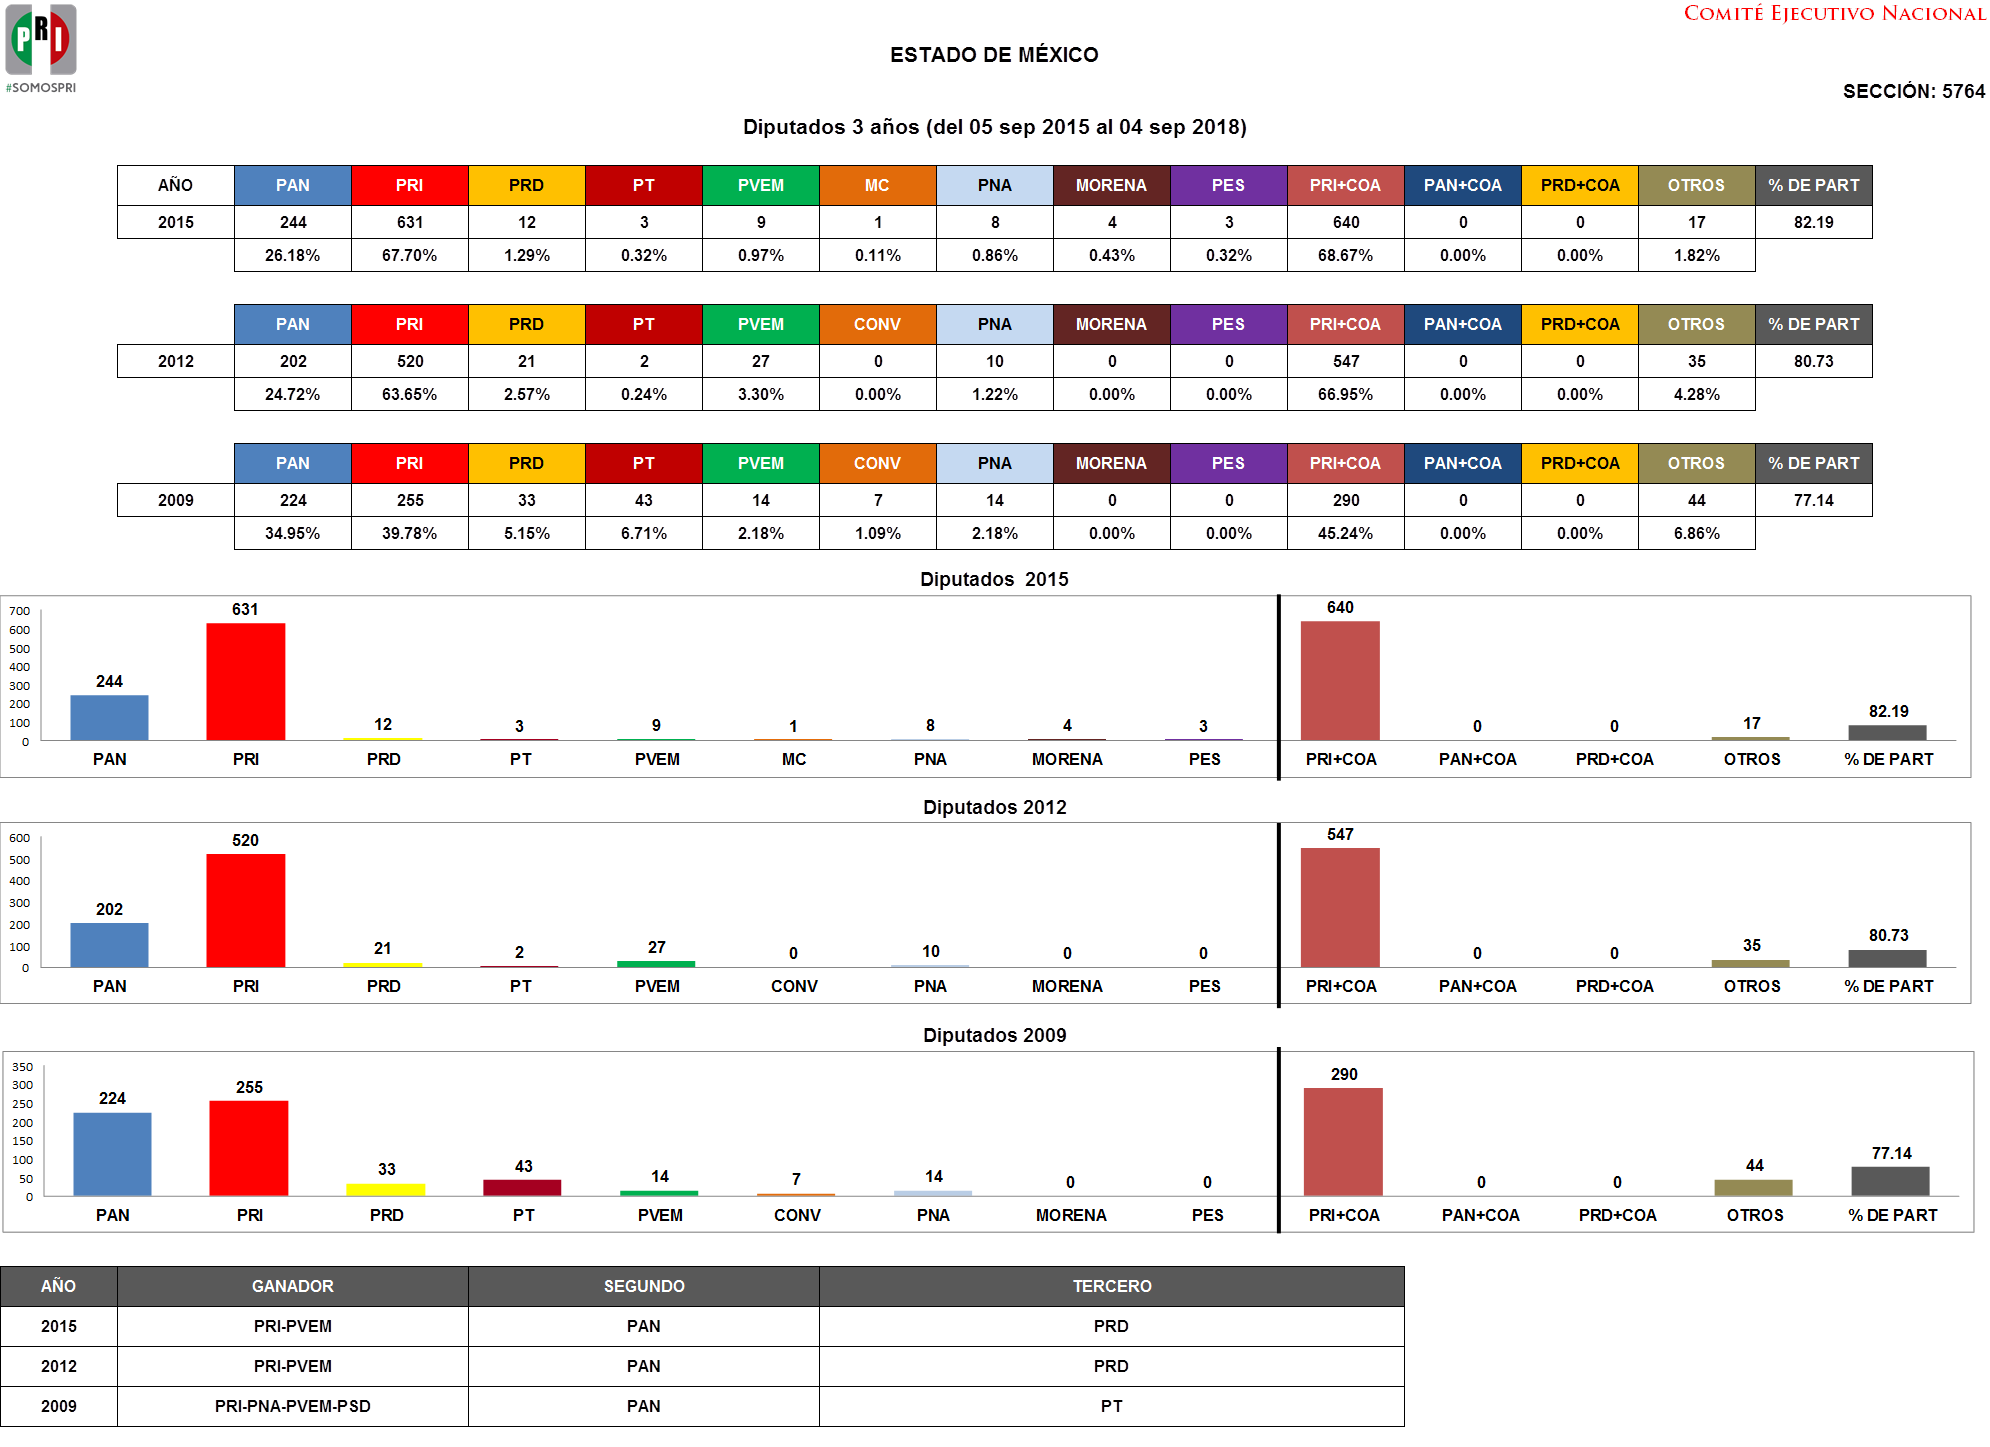 PRI
#SOMOSPRI
COMITÉ EJECUTIVO NACIONAL
ESTADO DE MÉXICO
SECCIÓN: 5764
Diputados 3 años (del 05 sep 2015 al 04 sep 2018)
AÑO PAN PRI PRD PT PVEM MC PNA MORENA PES PRI+COA PAN+COA PRD+COA OTROS % DE PART
2015 244 631 12 3 9 1 8 4 3 640 0 0 17 82.19
26.18% 67.70% 1.29% 0.32% 0.97% 0.11% 0.86% 0.43% 0.32% 68.67% 0.00% 0.00% 1.82%
PAN PRI PRD PT PVEM CONV PNA MORENA PES PRI+COA PAN+COA PRD+COA OTROS % DE PART
2012 202 520 21 2 27 0 10 0 0 547 0 0 35 80.73
24.72% 63.65% 2.57% 0.24% 3.30% 0.00% 1.22% 0.00% 0.00% 66.95% 0.00% 0.00% 4.28%
PAN PRI PRD PT PVEM CONV PNA MORENA PES PRI+COA PAN+COA PRD+COA OTROS % DE PART
2009 224 255 33 43 14 7 14 0 0 290 0 0 44 77.14
34.95% 39.78% 5.15% 6.71% 2.18% 1.09% 2.18% 0.00% 0.00% 45.24% 0.00% 0.00% 6.86%
Diputados 2015
700
600
500
400
300
200
100
0
244 631 12 3 9 1 8 4 3 640 0 0 17 82.19
PAN PRI PRD PT PVEM MC PNA MORENA PES PRI+COA PAN+COA PRD+COA OTROS % DE PART
Diputados 2012
600
500
400
300
200
100
0
202 520 21 2 27 0 10 0 0 547 0 0 35 80.73
PAN PRI PRD PT PVEM CONV PNA MORENA PES PRI+COA PAN+COA PRD+COA OTROS % DE PART
Diputados 2009
350
300
250
200
150
100
50
0
224 255 33 43 14 7 14 0 0 290 0 0 44 77.14
PAN PRI PRD PT PVEM CONV PNA MORENA PES PRI+COA PAN+COA PRD+COA OTROS % DE PART
AÑO GANADOR SEGUNDO TERCERO
2015 PRI-PVEM PAN PRD
2012 PRI-PVEM PAN PRD
2009 PRI-PNA-PVEM-PSD PAN PT